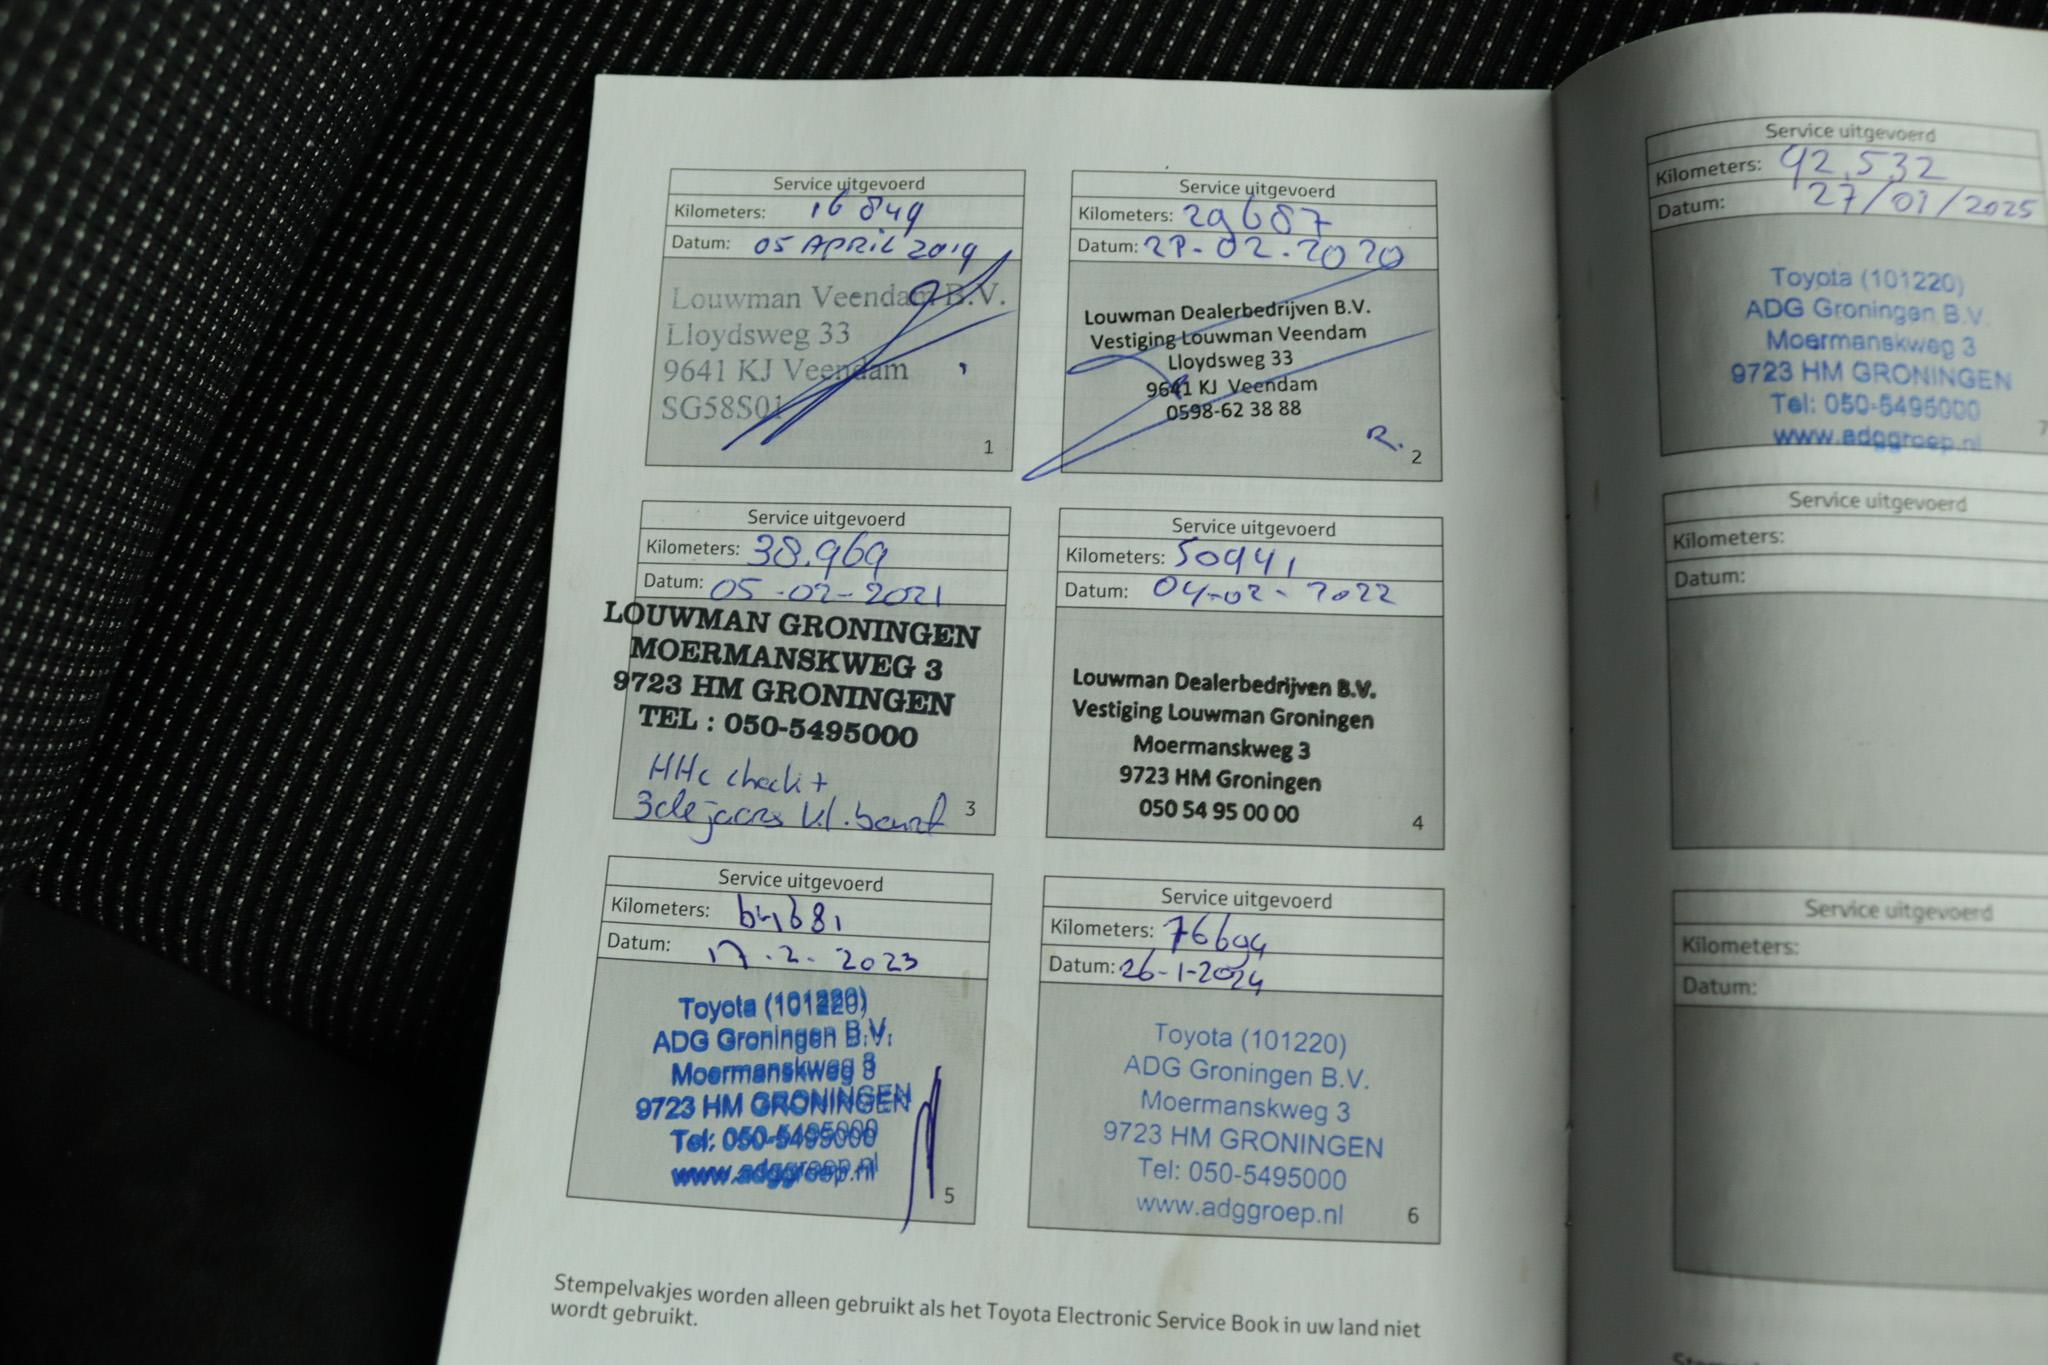 Service uitgevoerd
Kilometers: 16849
Datum: 05 APRIL 2019
Louwman Veendam B.V.
Lloydsweg 33
9641 KJ Veendam
SG58S01
1
Service uitgevoerd
Kilometers: 29687
Datum: 02.2020
Louwman Dealerbedrijven B.V.
Vestiging Louwman Veendam
Lloydsweg 33
9641 KJ Veendam
0598-62 38 88
R.
2
Service uitgevoerd
Kilometers: 38.969
Datum: 05-02-2021
LOUWMAN GRONINGEN
MOERMANSKWEG 3
9723 HM GRONINGEN
TEL : 050-5495000
HHc check +
3de jaars kl. beurt
3
Service uitgevoerd
Kilometers: 50941
Datum: 04-02-2022
Louwman Dealerbedrijven B.V.
Vestiging Louwman Groningen
Moermanskweg 3
9723 HM Groningen
050 54 95 00 00
4
Service uitgevoerd
Kilometers:
Datum: 17.2.2023
Toyota (101220)
ADG Groningen B.V.
Moermanskweg 3
9723 HM GRONINGEN
Tel: 050-5495000
www.adggroep.nl
5
Service uitgevoerd
Kilometers: 76694
Datum: 26-1-2024
Toyota (101220)
ADG Groningen B.V.
Moermanskweg 3
9723 HM GRONINGEN
Tel: 050-5495000
www.adggroep.nl
6
Stempelvakjes worden alleen gebruikt als het Toyota Electronic Service Book in uw land niet
wordt gebruikt.
Service uitgevoerd
Kilometers: 92.532
Datum: 27/01/2025
Toyota (101220)
ADG Groningen B.V.
Moermanskweg 3
9723 HM GRONINGEN
Tel: 050-5495000
www.adggroep.nl
7
Service uitgevoerd
Kilometers:
Datum:
Service uitgevoerd
Kilometers:
Datum: